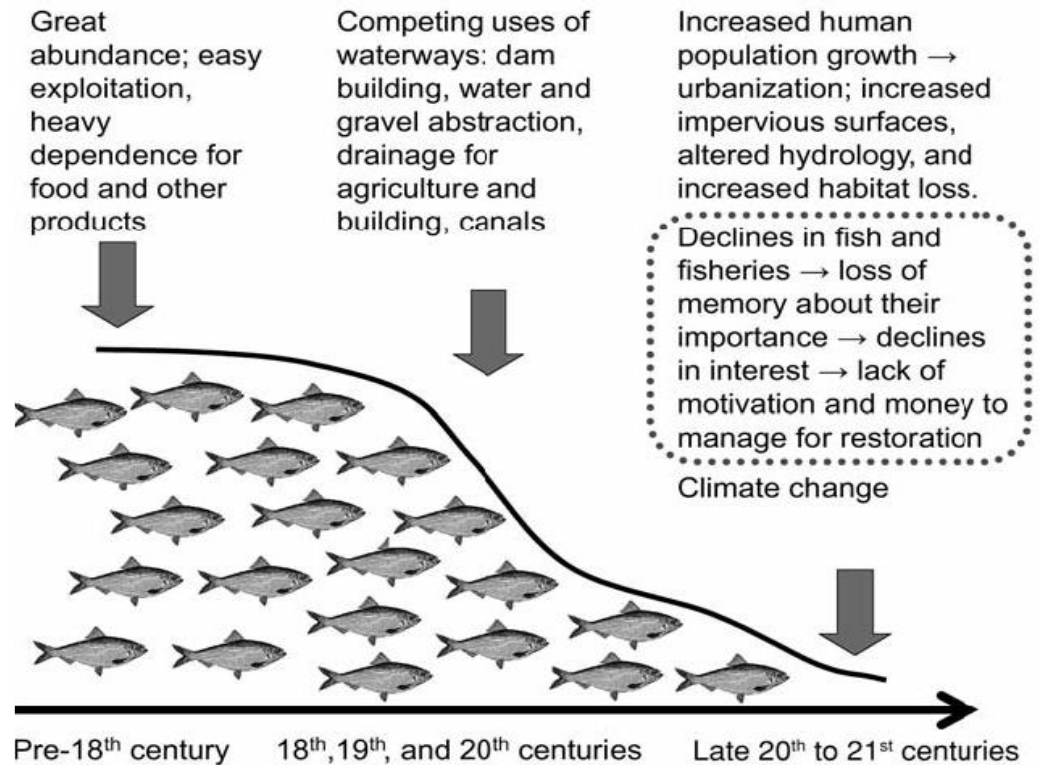 Great
abundance; easy
exploitation,
heavy
dependence for
food and other
products
Competing uses of
waterways: dam
building, water and
gravel abstraction,
drainage for
agriculture and
building, canals
Increased human
population growth →
urbanization; increased
impervious surfaces,
altered hydrology, and
increased habitat loss.
Declines in fish and
fisheries → loss of
memory about their
importance → declines
in interest → lack of
motivation and money to
manage for restoration
Climate change
Pre-18th century
18th,19th, and 20th centuries
Late 20th to 21st centuries